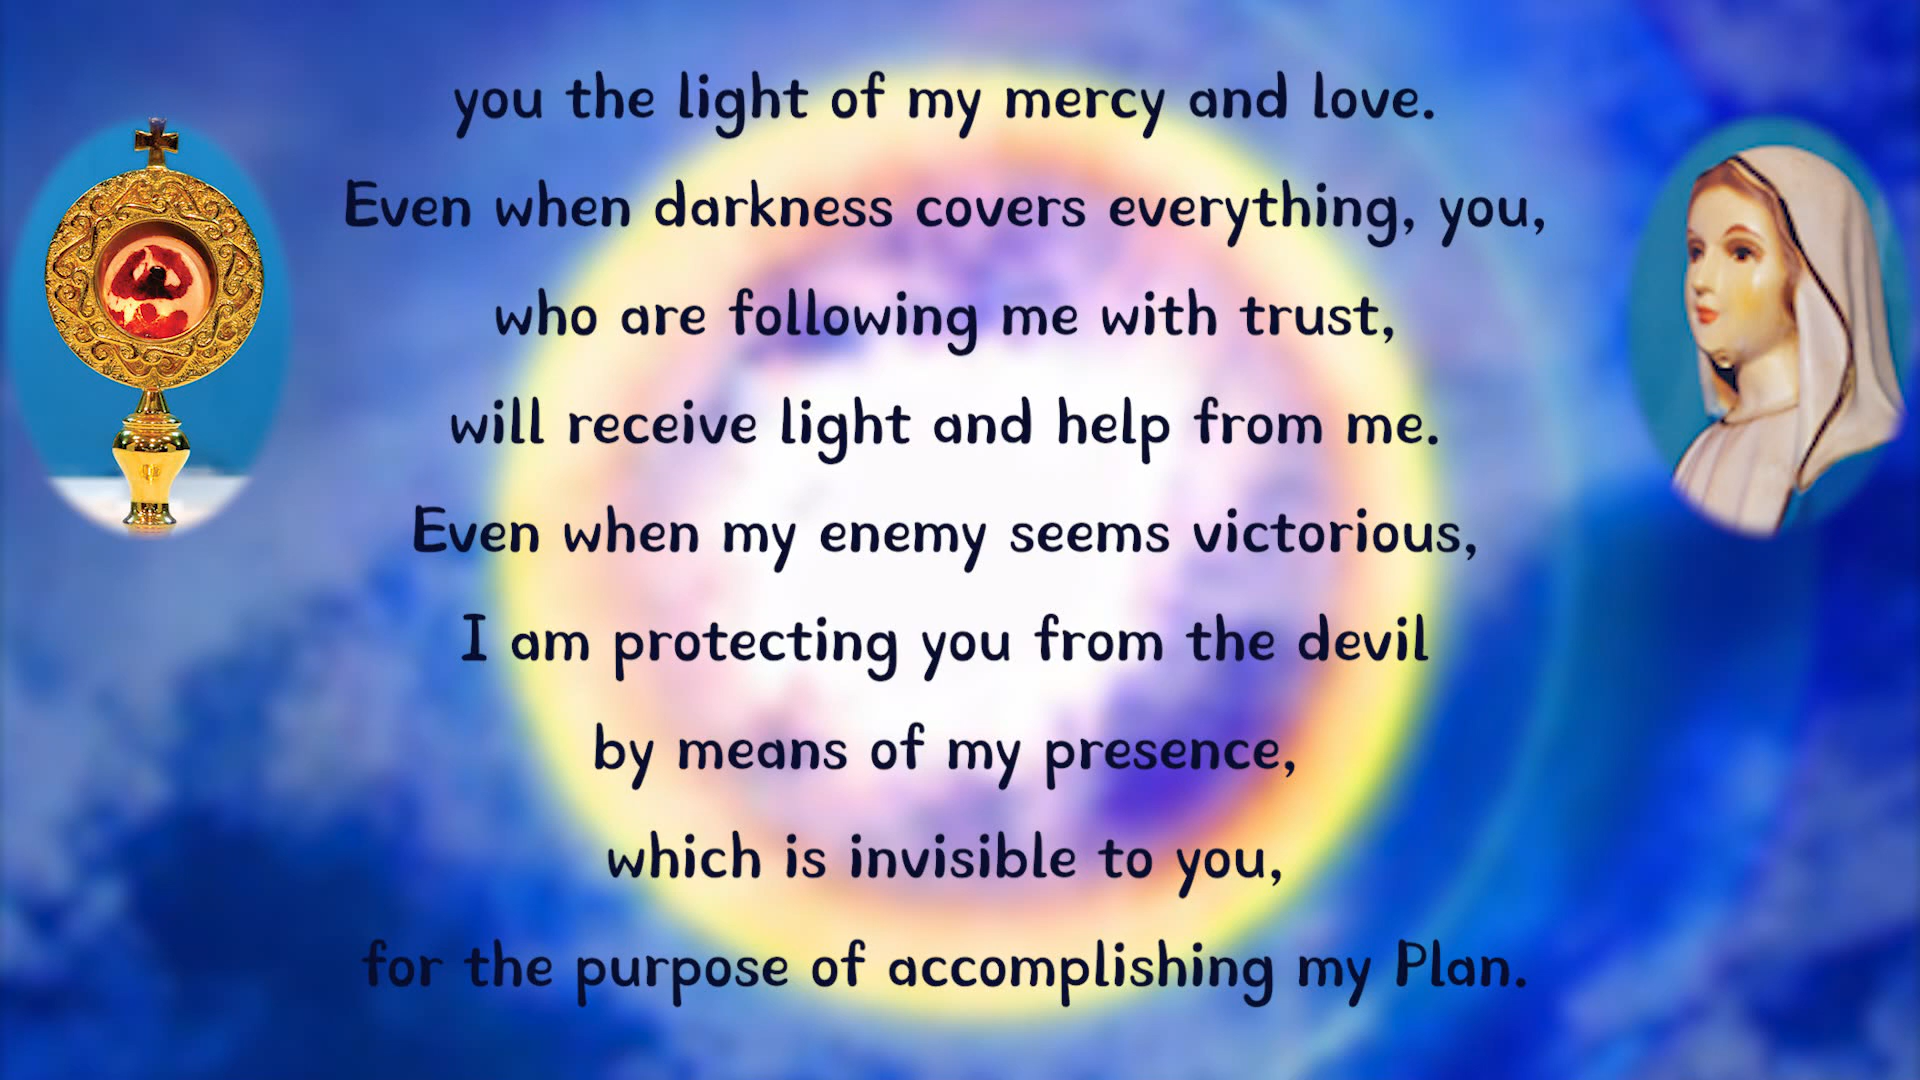 you the light of my mercy and love.
Even when darkness covers everything, you,
who are following me with trust,
will receive light and help from me.
Even when my enemy seems victorious,
I am protecting you from the devil
by means of my presence,
which is invisible to you,
for the purpose of accomplishing my Plan.